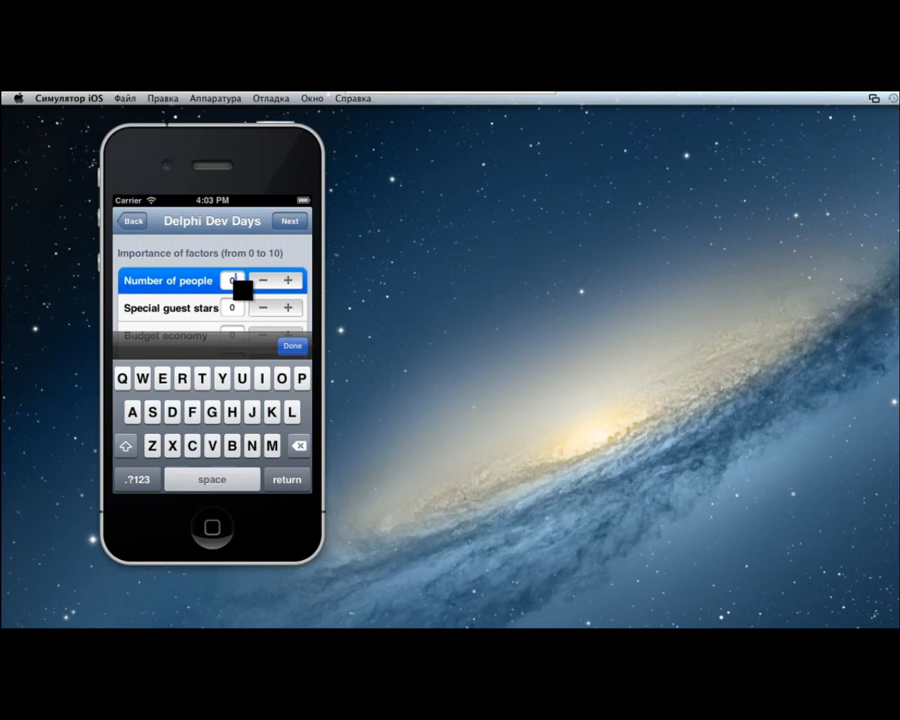 Симулятор iOS Файл Правка Аппаратура Отладка Окно Справка
Carrier 4:03 PM
Back Delphi Dev Days Next
Importance of factors (from 0 to 10)
Number of people 0 − +
Special guest stars 0 − +
Budget economy
Done
Q W E R T Y U I O P
A S D F G H J K L
Z X C V B N M
.?123 space return